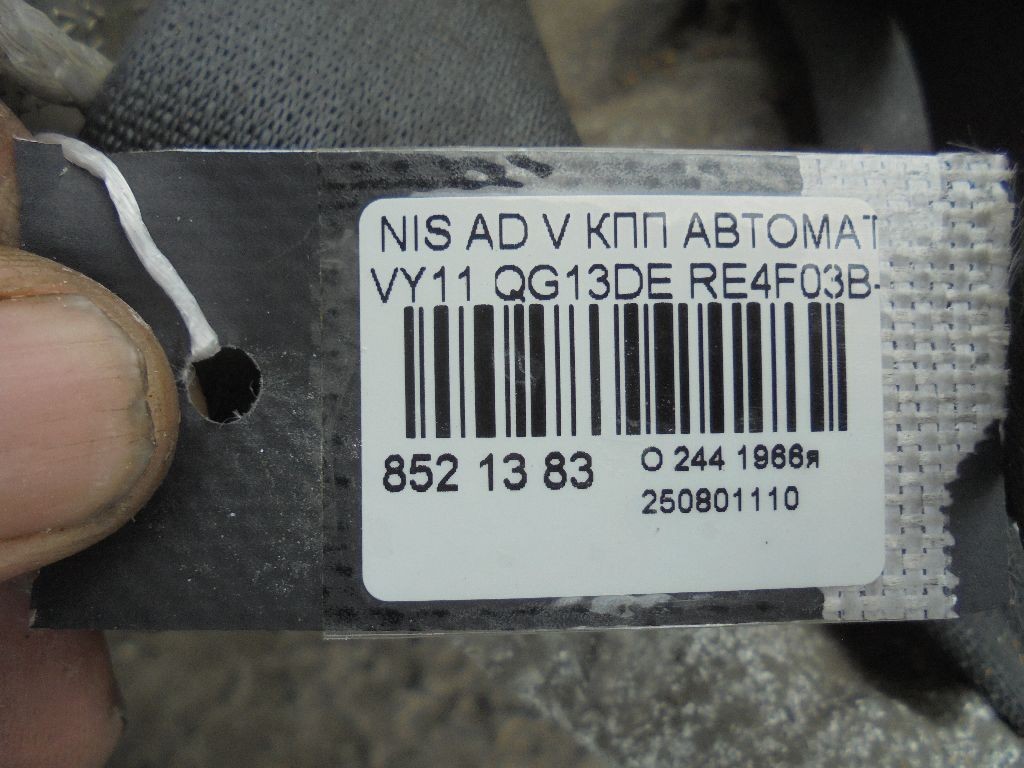 NIS AD V КПП АВТОМАТ
VY11 QG13DE RE4F03B-
852 13 83
О 244 1966я
250801110